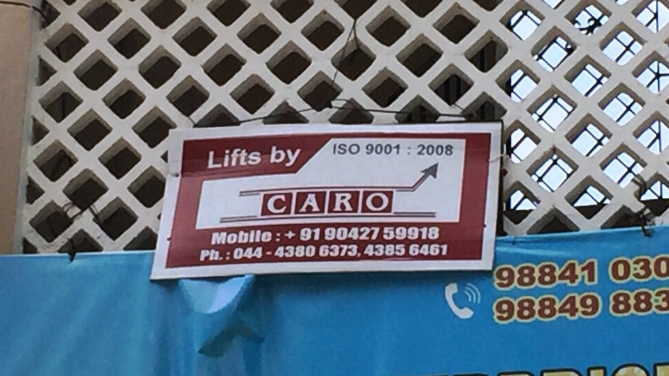 Lifts by
ISO 9001 : 2008
CARO
Mobile : + 91 90427 59918
Ph. : 044 - 4380 6373, 4385 6461
98841 030
98849 883